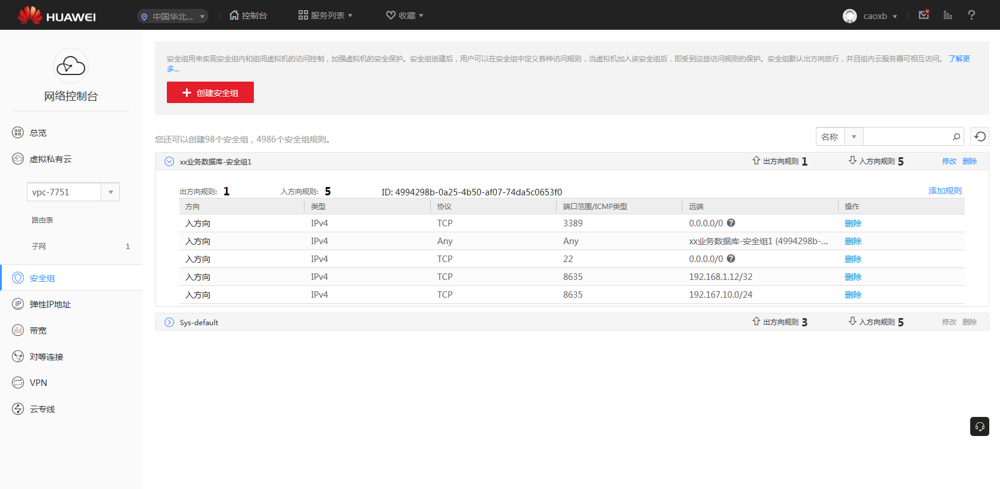 HUAWEI
中国华北...
控制台
服务列表
收藏
caoxb
网络控制台
总览
虚拟私有云
vpc-7751
路由表
子网 1
安全组
弹性IP地址
带宽
对等连接
VPN
云专线
安全组用来实现安全组内和组间虚拟机的访问控制，加强虚拟机的安全保护。安全组创建后，用户可以在安全组中定义各种访问规则，当虚拟机加入该安全组后，即受到这些访问规则的保护。安全组默认出方向放行，并且组内云服务器可相互访问。 了解更
多...
创建安全组
您还可以创建98个安全组，4986个安全组规则。
名称
xx业务数据库-安全组1 出方向规则 1 入方向规则 5 修改 删除
出方向规则: 1 入方向规则: 5 ID: 4994298b-0a25-4b50-af07-74da5c0653f0 添加规则
方向 类型 协议 端口范围/ICMP类型 远端 操作
入方向 IPv4 TCP 3389 0.0.0.0/0 删除
入方向 IPv4 Any Any xx业务数据库-安全组1 (4994298b-... 删除
入方向 IPv4 TCP 22 0.0.0.0/0 删除
入方向 IPv4 TCP 8635 192.168.1.12/32 删除
入方向 IPv4 TCP 8635 192.167.10.0/24 删除
Sys-default 出方向规则 3 入方向规则 5 修改 删除